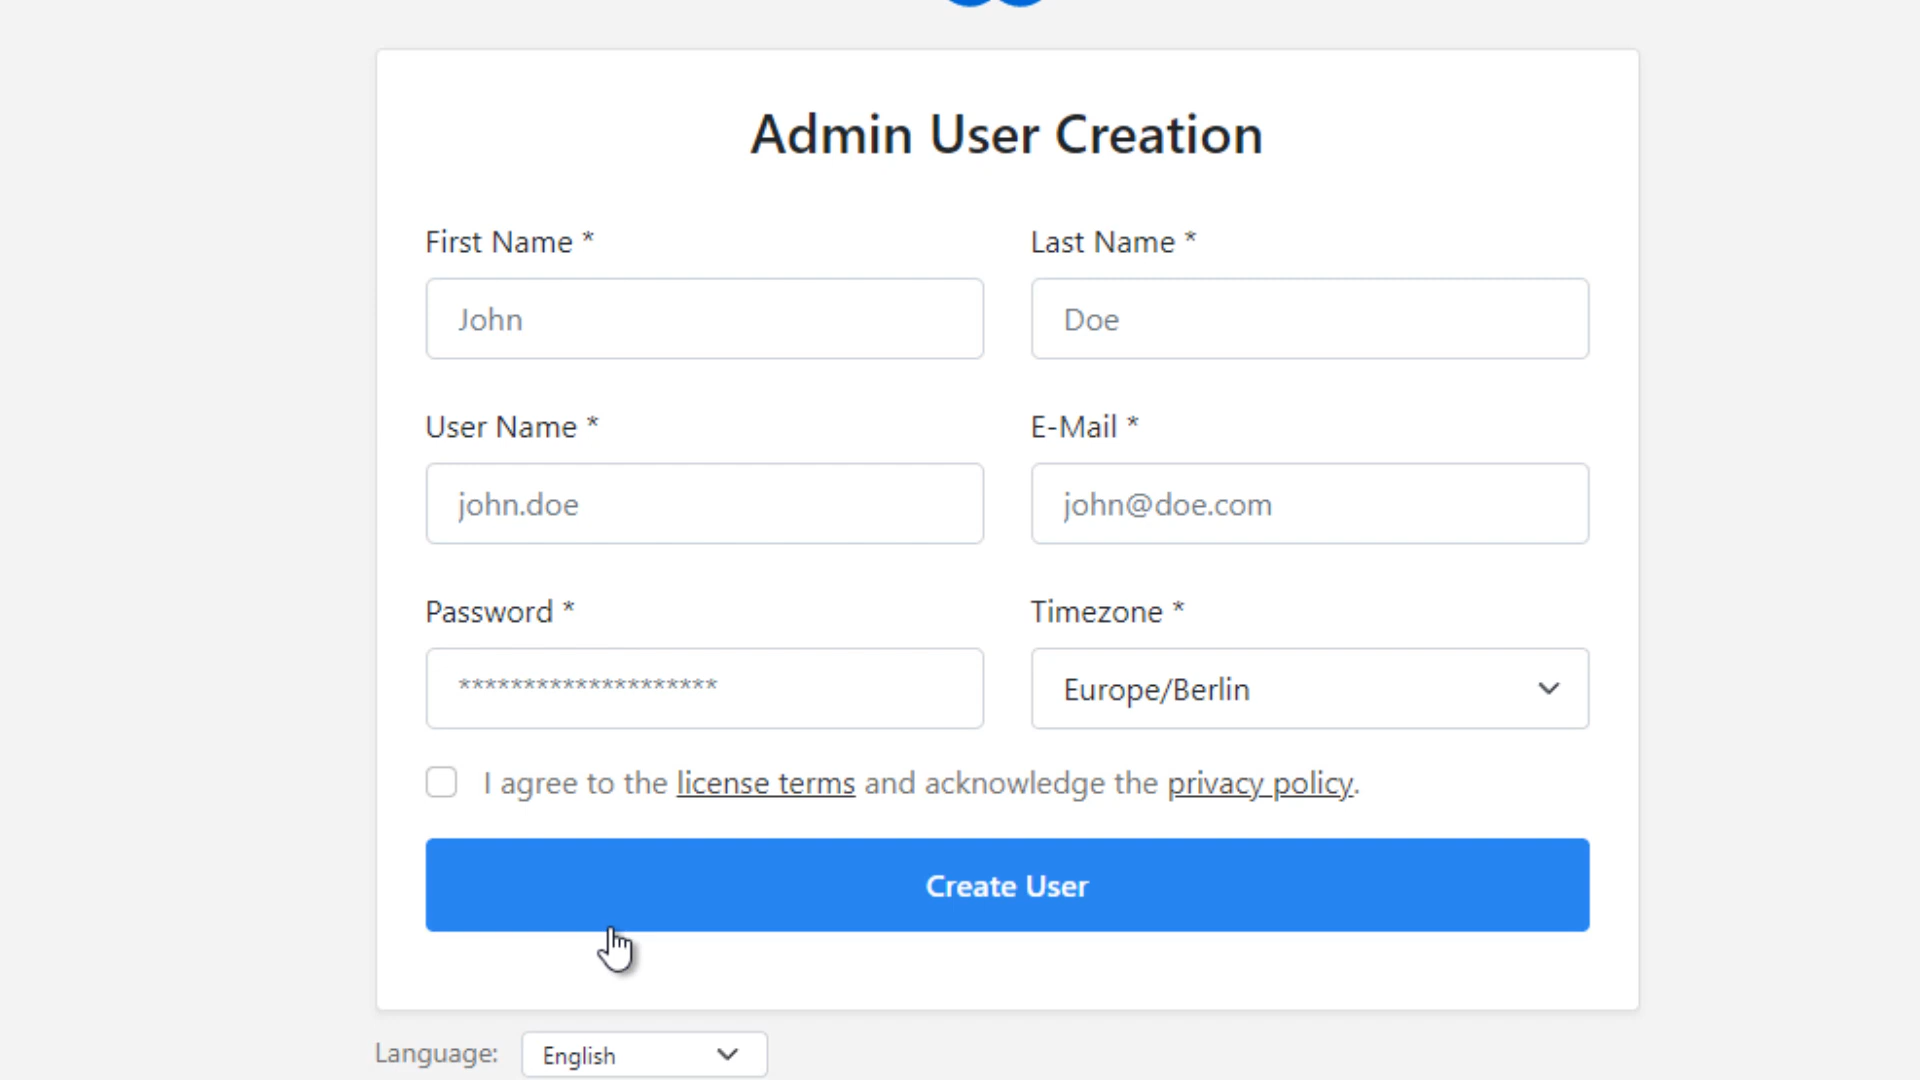 Admin User Creation
First Name * Last Name *
John Doe
User Name * E-Mail *
john.doe john@doe.com
Password * Timezone *
******************** Europe/Berlin
I agree to the license terms and acknowledge the privacy policy.
Create User
Language: English